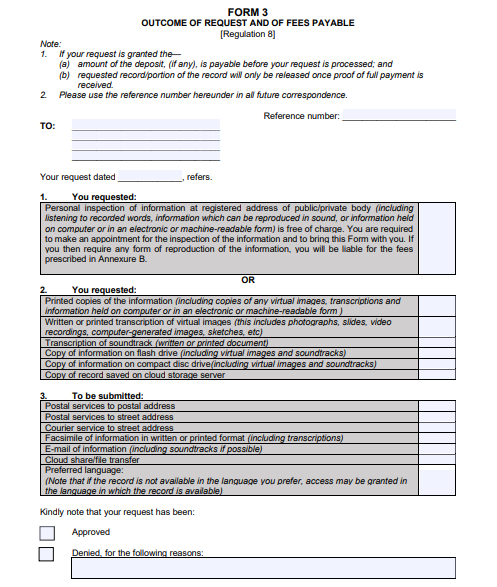 FORM 3
OUTCOME OF REQUEST AND OF FEES PAYABLE
[Regulation 8]
Note:
1. If your request is granted the—
(a) amount of the deposit, (if any), is payable before your request is processed; and
(b) requested record/portion of the record will only be released once proof of full payment is
received.
2. Please use the reference number hereunder in all future correspondence.
Reference number:
TO:
Your request dated , refers.
1. You requested:
Personal inspection of information at registered address of public/private body (including
listening to recorded words, information which can be reproduced in sound, or information held
on computer or in an electronic or machine-readable form) is free of charge. You are required
to make an appointment for the inspection of the information and to bring this Form with you. If
you then require any form of reproduction of the information, you will be liable for the fees
prescribed in Annexure B.
OR
2. You requested:
Printed copies of the information (including copies of any virtual images, transcriptions and
information held on computer or in an electronic or machine-readable form )
Written or printed transcription of virtual images (this includes photographs, slides, video
recordings, computer-generated images, sketches, etc)
Transcription of soundtrack (written or printed document)
Copy of information on flash drive (including virtual images and soundtracks)
Copy of information on compact disc drive(including virtual images and soundtracks)
Copy of record saved on cloud storage server
3. To be submitted:
Postal services to postal address
Postal services to street address
Courier service to street address
Facsimile of information in written or printed format (including transcriptions)
E-mail of information (including soundtracks if possible)
Cloud share/file transfer
Preferred language:
(Note that if the record is not available in the language you prefer, access may be granted in
the language in which the record is available)
Kindly note that your request has been:
Approved
Denied, for the following reasons: